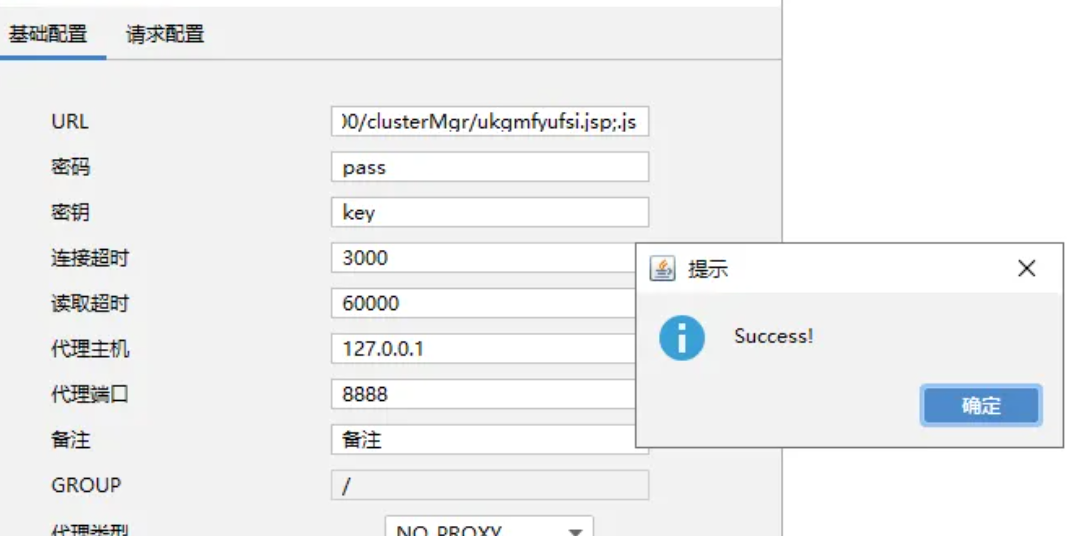 基础配置 请求配置
URL 00/clusterMgr/ukgmfyufsi.jsp;.js
密码 pass
密钥 key
连接超时 3000
提示
读取超时 60000
Success!
代理主机 127.0.0.1
代理端口 8888
确定
备注 备注
GROUP /
代理类型 NO_PROXY